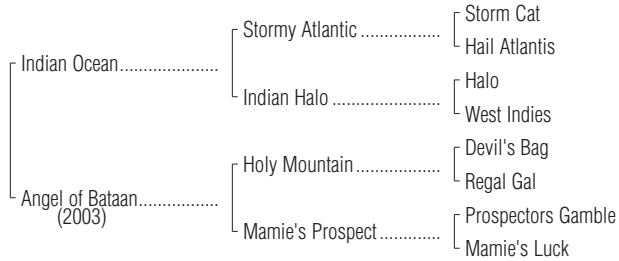 Storm Cat
Stormy Atlantic ..................
Hail Atlantis
Indian Ocean.....................
Halo
Indian Halo ........................
West Indies
Devil's Bag
Holy Mountain ...................
Regal Gal
Angel of Bataan.................
(2003)
Prospectors Gamble
Mamie's Prospect .............
Mamie's Luck